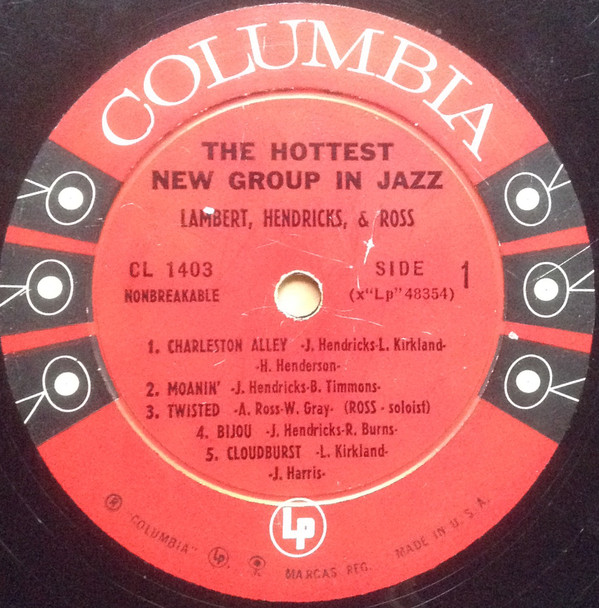 COLUMBIA
THE HOTTEST
NEW GROUP IN JAZZ
LAMBERT, HENDRICKS, & ROSS
CL 1403 SIDE 1
NONBREAKABLE (x"Lp" 48354)
1. CHARLESTON ALLEY -J. Hendricks-L. Kirkland-
-H. Henderson-
2. MOANIN' -J. Hendricks-B. Timmons-
3. TWISTED -A. Ross-W. Gray- (ROSS - soloist)
4. BIJOU -J. Hendricks-R. Burns-
5. CLOUDBURST -L. Kirkland-
-J. Harris-
Lp
® "COLUMBIA" Lp MARCAS REG. MADE IN U. S. A.